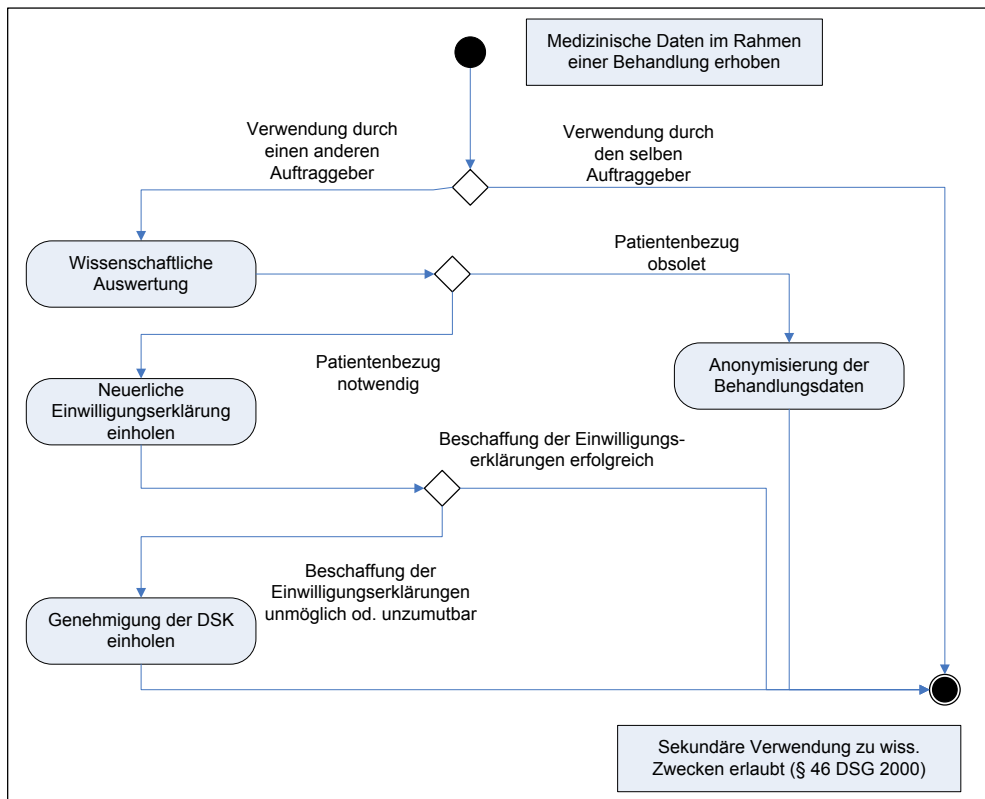 Medizinische Daten im Rahmen
einer Behandlung erhoben
Verwendung durch
einen anderen
Auftraggeber
Verwendung durch
den selben
Auftraggeber
Wissenschaftliche
Auswertung
Patientenbezug
obsolet
Patientenbezug
notwendig
Anonymisierung der
Behandlungsdaten
Neuerliche
Einwilligungserklärung
einholen
Beschaffung der Einwilligungs-
erklärungen erfolgreich
Beschaffung der
Einwilligungserklärungen
unmöglich od. unzumutbar
Genehmigung der DSK
einholen
Sekundäre Verwendung zu wiss.
Zwecken erlaubt (§ 46 DSG 2000)